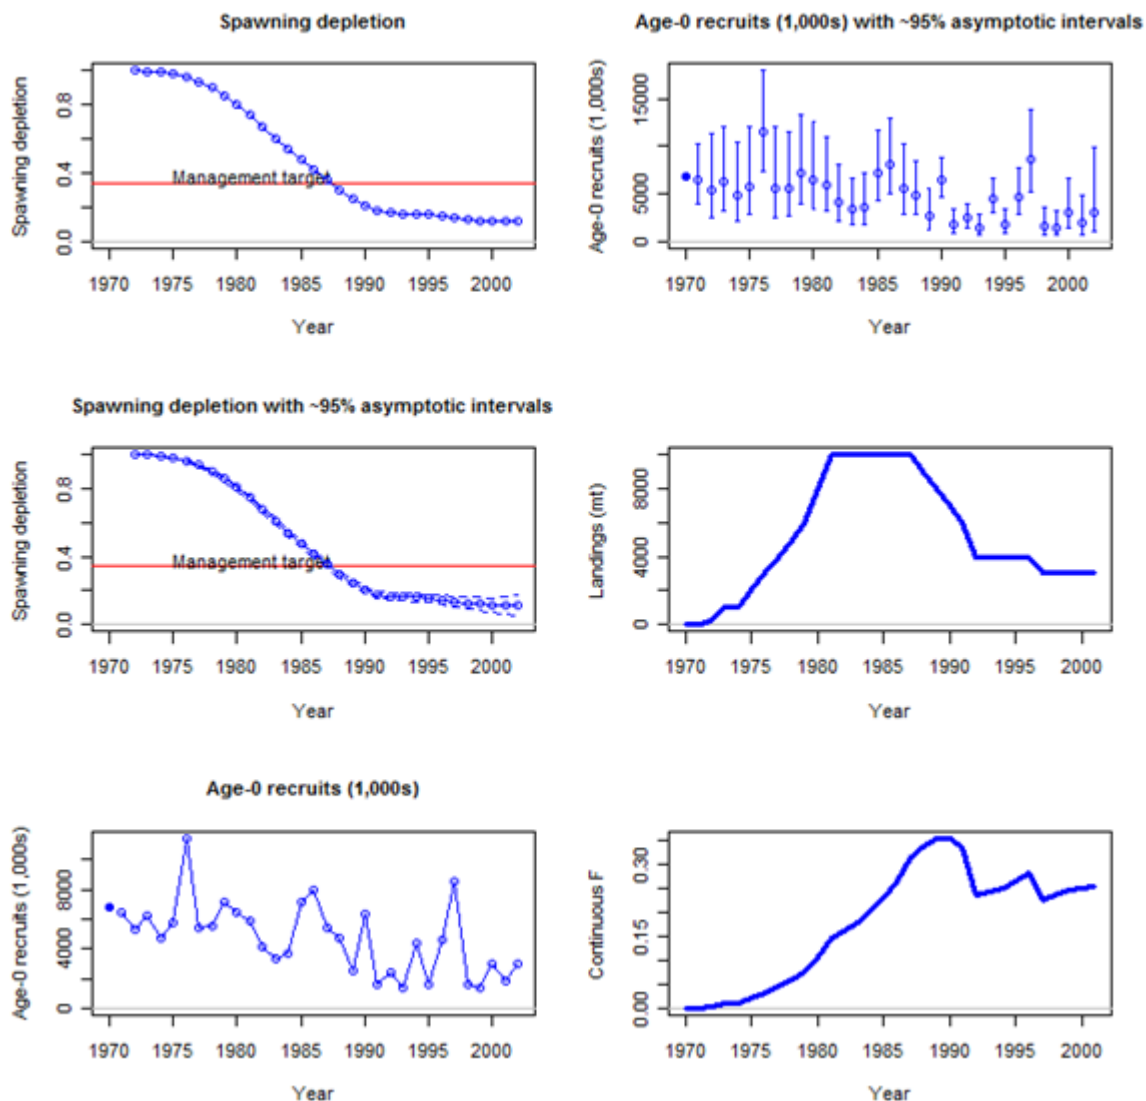 Spawning depletion
Spawning depletion
0.0 0.4 0.8
Management target
1970 1975 1980 1985 1990 1995 2000
Year
Age-0 recruits (1,000s) with ~95% asymptotic intervals
Age-0 recruits (1,000s)
0 5000 15000
1970 1975 1980 1985 1990 1995 2000
Year
Spawning depletion with ~95% asymptotic intervals
Spawning depletion
0.0 0.4 0.8
Management target
1970 1975 1980 1985 1990 1995 2000
Year
Landings (mt)
0 4000 8000
1970 1975 1980 1985 1990 1995 2000
Year
Age-0 recruits (1,000s)
Age-0 recruits (1,000s)
0 4000 8000
1970 1975 1980 1985 1990 1995 2000
Year
Continuous F
0.00 0.15 0.30
1970 1975 1980 1985 1990 1995 2000
Year